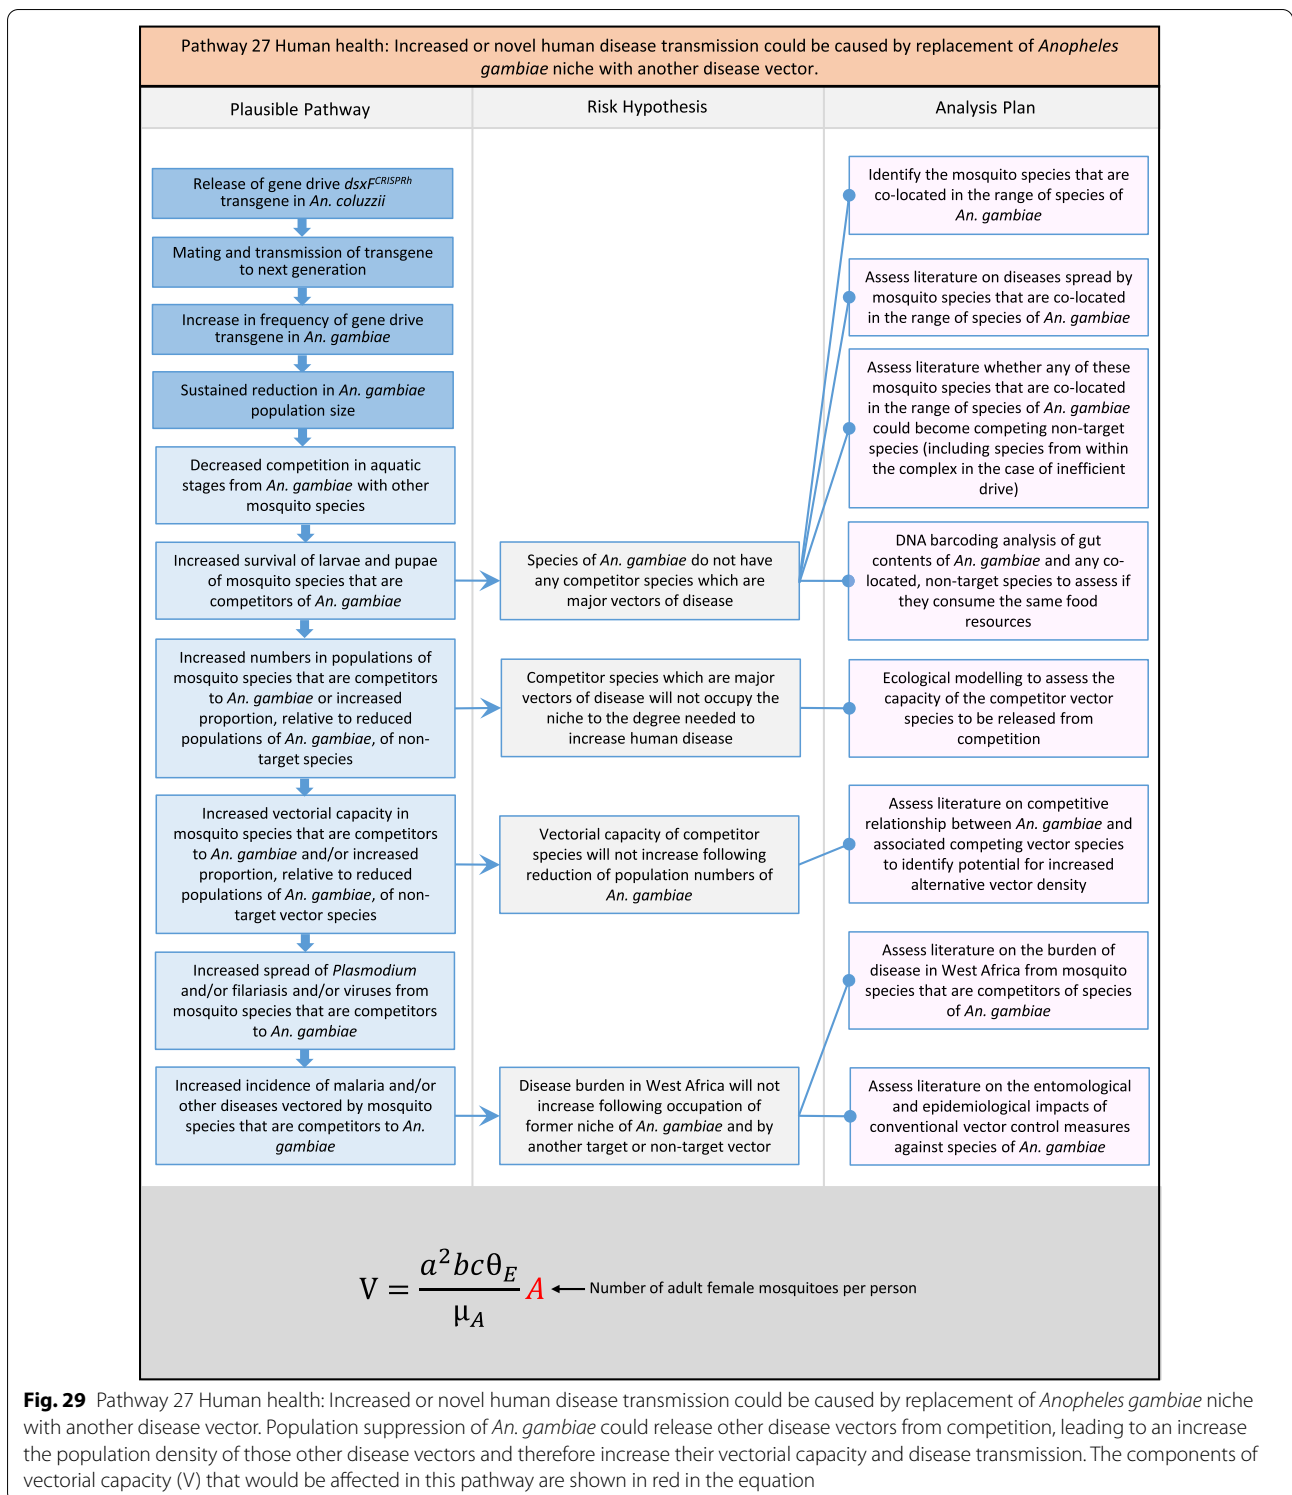 Pathway 27 Human health: Increased or novel human disease transmission could be caused by replacement of Anopheles
gambiae niche with another disease vector.
Plausible Pathway
Risk Hypothesis
Analysis Plan
Release of gene drive dsxF^CRISPRh
transgene in An. coluzzii
Mating and transmission of transgene
to next generation
Increase in frequency of gene drive
transgene in An. gambiae
Sustained reduction in An. gambiae
population size
Decreased competition in aquatic
stages from An. gambiae with other
mosquito species
Increased survival of larvae and pupae
of mosquito species that are
competitors of An. gambiae
Increased numbers in populations of
mosquito species that are competitors
to An. gambiae or increased
proportion, relative to reduced
populations of An. gambiae, of non-
target species
Increased vectorial capacity in
mosquito species that are competitors
to An. gambiae and/or increased
proportion, relative to reduced
populations of An. gambiae, of non-
target vector species
Increased spread of Plasmodium
and/or filariasis and/or viruses from
mosquito species that are competitors
to An. gambiae
Increased incidence of malaria and/or
other diseases vectored by mosquito
species that are competitors to An.
gambiae
Species of An. gambiae do not have
any competitor species which are
major vectors of disease
Competitor species which are major
vectors of disease will not occupy the
niche to the degree needed to
increase human disease
Vectorial capacity of competitor
species will not increase following
reduction of population numbers of
An. gambiae
Disease burden in West Africa will not
increase following occupation of
former niche of An. gambiae and by
another target or non-target vector
Identify the mosquito species that are
co-located in the range of species of
An. gambiae
Assess literature on diseases spread by
mosquito species that are co-located
in the range of species of An. gambiae
Assess literature whether any of these
mosquito species that are co-located
in the range of species of An. gambiae
could become competing non-target
species (including species from within
the complex in the case of inefficient
drive)
DNA barcoding analysis of gut
contents of An. gambiae and any co-
located, non-target species to assess if
they consume the same food
resources
Ecological modelling to assess the
capacity of the competitor vector
species to be released from
competition
Assess literature on competitive
relationship between An. gambiae and
associated competing vector species
to identify potential for increased
alternative vector density
Assess literature on the burden of
disease in West Africa from mosquito
species that are competitors of species
of An. gambiae
Assess literature on the entomological
and epidemiological impacts of
conventional vector control measures
against species of An. gambiae
V = a²bcθ_E / μ_A A
Number of adult female mosquitoes per person
Fig. 29 Pathway 27 Human health: Increased or novel human disease transmission could be caused by replacement of Anopheles gambiae niche
with another disease vector. Population suppression of An. gambiae could release other disease vectors from competition, leading to an increase
the population density of those other disease vectors and therefore increase their vectorial capacity and disease transmission. The components of
vectorial capacity (V) that would be affected in this pathway are shown in red in the equation